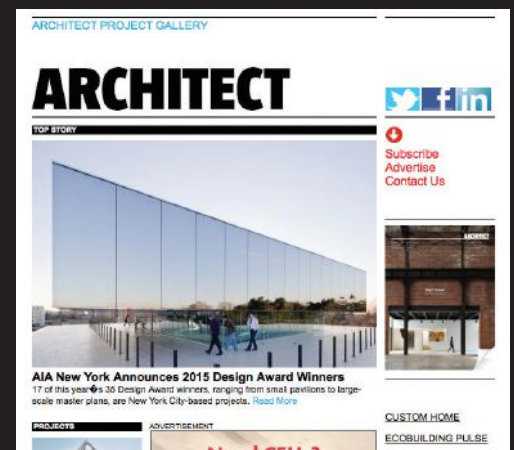 ARCHITECT PROJECT GALLERY
ARCHITECT
TOP STORY
AIA New York Announces 2015 Design Award Winners
17 of this year�s 35 Design Award winners, ranging from small pavilions to large-
scale master plans, are New York City-based projects. Read More
PROJECTS
ADVERTISEMENT
Subscribe
Advertise
Contact Us
ARCHITECT
CUSTOM HOME
ECOBUILDING PULSE